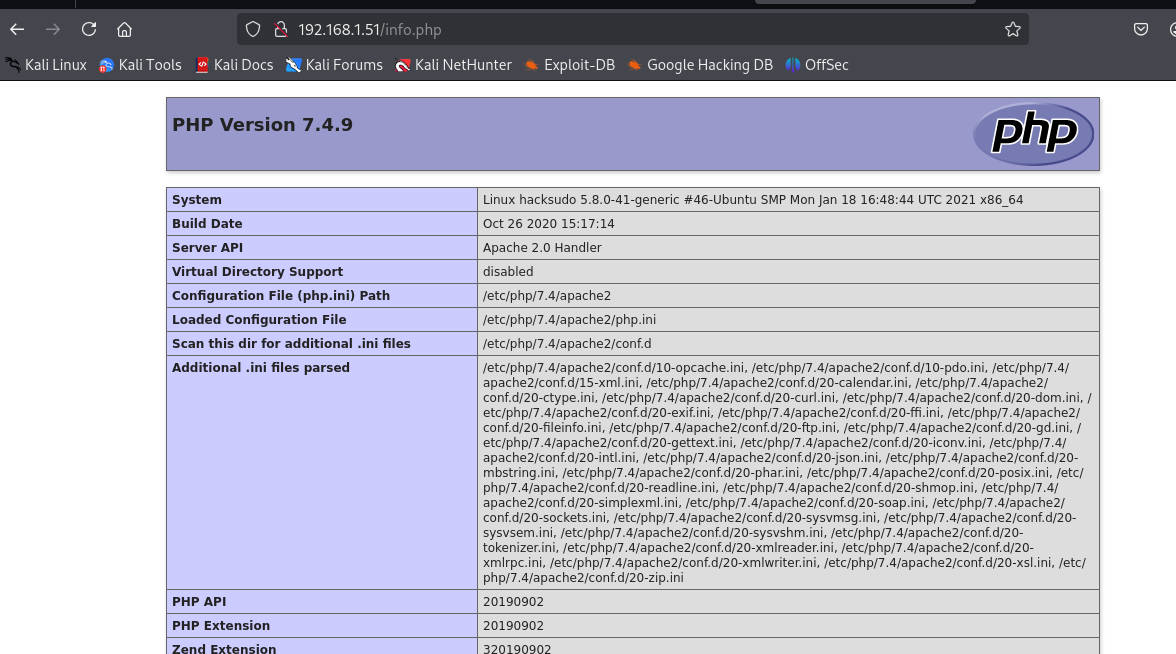 192.168.1.51/info.php
Kali Linux Kali Tools Kali Docs Kali Forums Kali NetHunter Exploit-DB Google Hacking DB OffSec
PHP Version 7.4.9
php
System Linux hacksudo 5.8.0-41-generic #46-Ubuntu SMP Mon Jan 18 16:48:44 UTC 2021 x86_64
Build Date Oct 26 2020 15:17:14
Server API Apache 2.0 Handler
Virtual Directory Support disabled
Configuration File (php.ini) Path /etc/php/7.4/apache2
Loaded Configuration File /etc/php/7.4/apache2/php.ini
Scan this dir for additional .ini files /etc/php/7.4/apache2/conf.d
Additional .ini files parsed /etc/php/7.4/apache2/conf.d/10-opcache.ini, /etc/php/7.4/apache2/conf.d/10-pdo.ini, /etc/php/7.4/
apache2/conf.d/15-xml.ini, /etc/php/7.4/apache2/conf.d/20-calendar.ini, /etc/php/7.4/apache2/
conf.d/20-ctype.ini, /etc/php/7.4/apache2/conf.d/20-curl.ini, /etc/php/7.4/apache2/conf.d/20-dom.ini, /
etc/php/7.4/apache2/conf.d/20-exif.ini, /etc/php/7.4/apache2/conf.d/20-ffi.ini, /etc/php/7.4/apache2/
conf.d/20-fileinfo.ini, /etc/php/7.4/apache2/conf.d/20-ftp.ini, /etc/php/7.4/apache2/conf.d/20-gd.ini, /
etc/php/7.4/apache2/conf.d/20-gettext.ini, /etc/php/7.4/apache2/conf.d/20-iconv.ini, /etc/php/7.4/
apache2/conf.d/20-intl.ini, /etc/php/7.4/apache2/conf.d/20-json.ini, /etc/php/7.4/apache2/conf.d/20-
mbstring.ini, /etc/php/7.4/apache2/conf.d/20-phar.ini, /etc/php/7.4/apache2/conf.d/20-posix.ini, /etc/
php/7.4/apache2/conf.d/20-readline.ini, /etc/php/7.4/apache2/conf.d/20-shmop.ini, /etc/php/7.4/
apache2/conf.d/20-simplexml.ini, /etc/php/7.4/apache2/conf.d/20-soap.ini, /etc/php/7.4/apache2/
conf.d/20-sockets.ini, /etc/php/7.4/apache2/conf.d/20-sysvmsg.ini, /etc/php/7.4/apache2/conf.d/20-
sysvsem.ini, /etc/php/7.4/apache2/conf.d/20-sysvshm.ini, /etc/php/7.4/apache2/conf.d/20-
tokenizer.ini, /etc/php/7.4/apache2/conf.d/20-xmlreader.ini, /etc/php/7.4/apache2/conf.d/20-
xmlrpc.ini, /etc/php/7.4/apache2/conf.d/20-xmlwriter.ini, /etc/php/7.4/apache2/conf.d/20-xsl.ini, /etc/
php/7.4/apache2/conf.d/20-zip.ini
PHP API 20190902
PHP Extension 20190902
Zend Extension 320190902